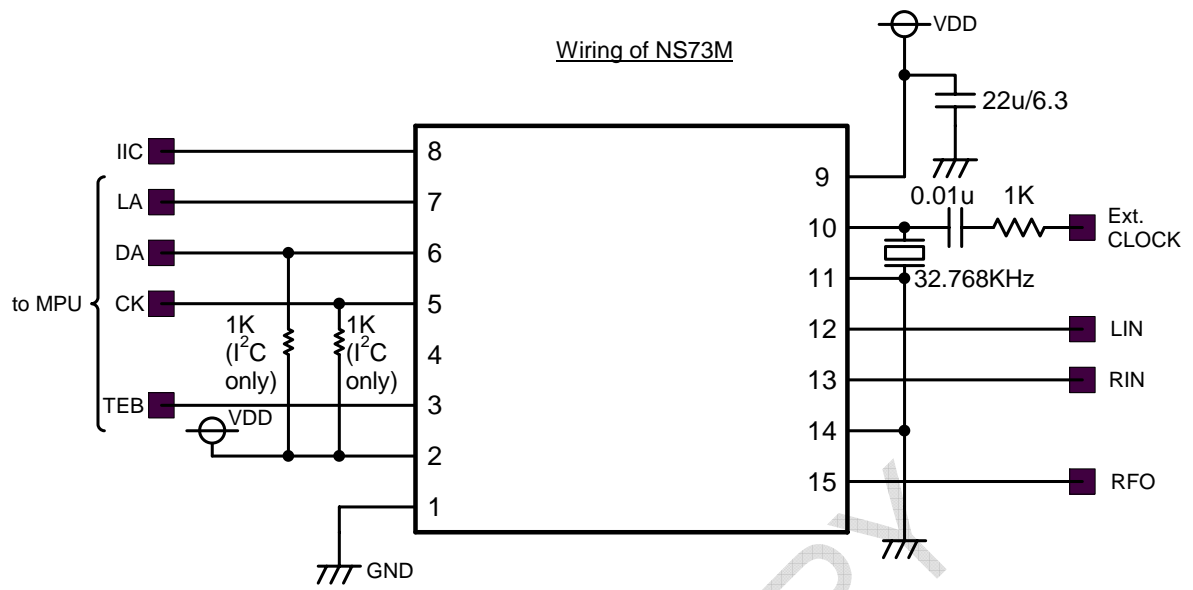 Wiring of NS73M
VDD
22u/6.3
IIC
LA
DA
to MPU
CK
TEB
1K
(I²C
only)
1K
(I²C
only)
VDD
GND
8
7
6
5
4
3
2
1
9
10
11
12
13
14
15
0.01u
1K
Ext.
CLOCK
32.768KHz
LIN
RIN
RFO
PY